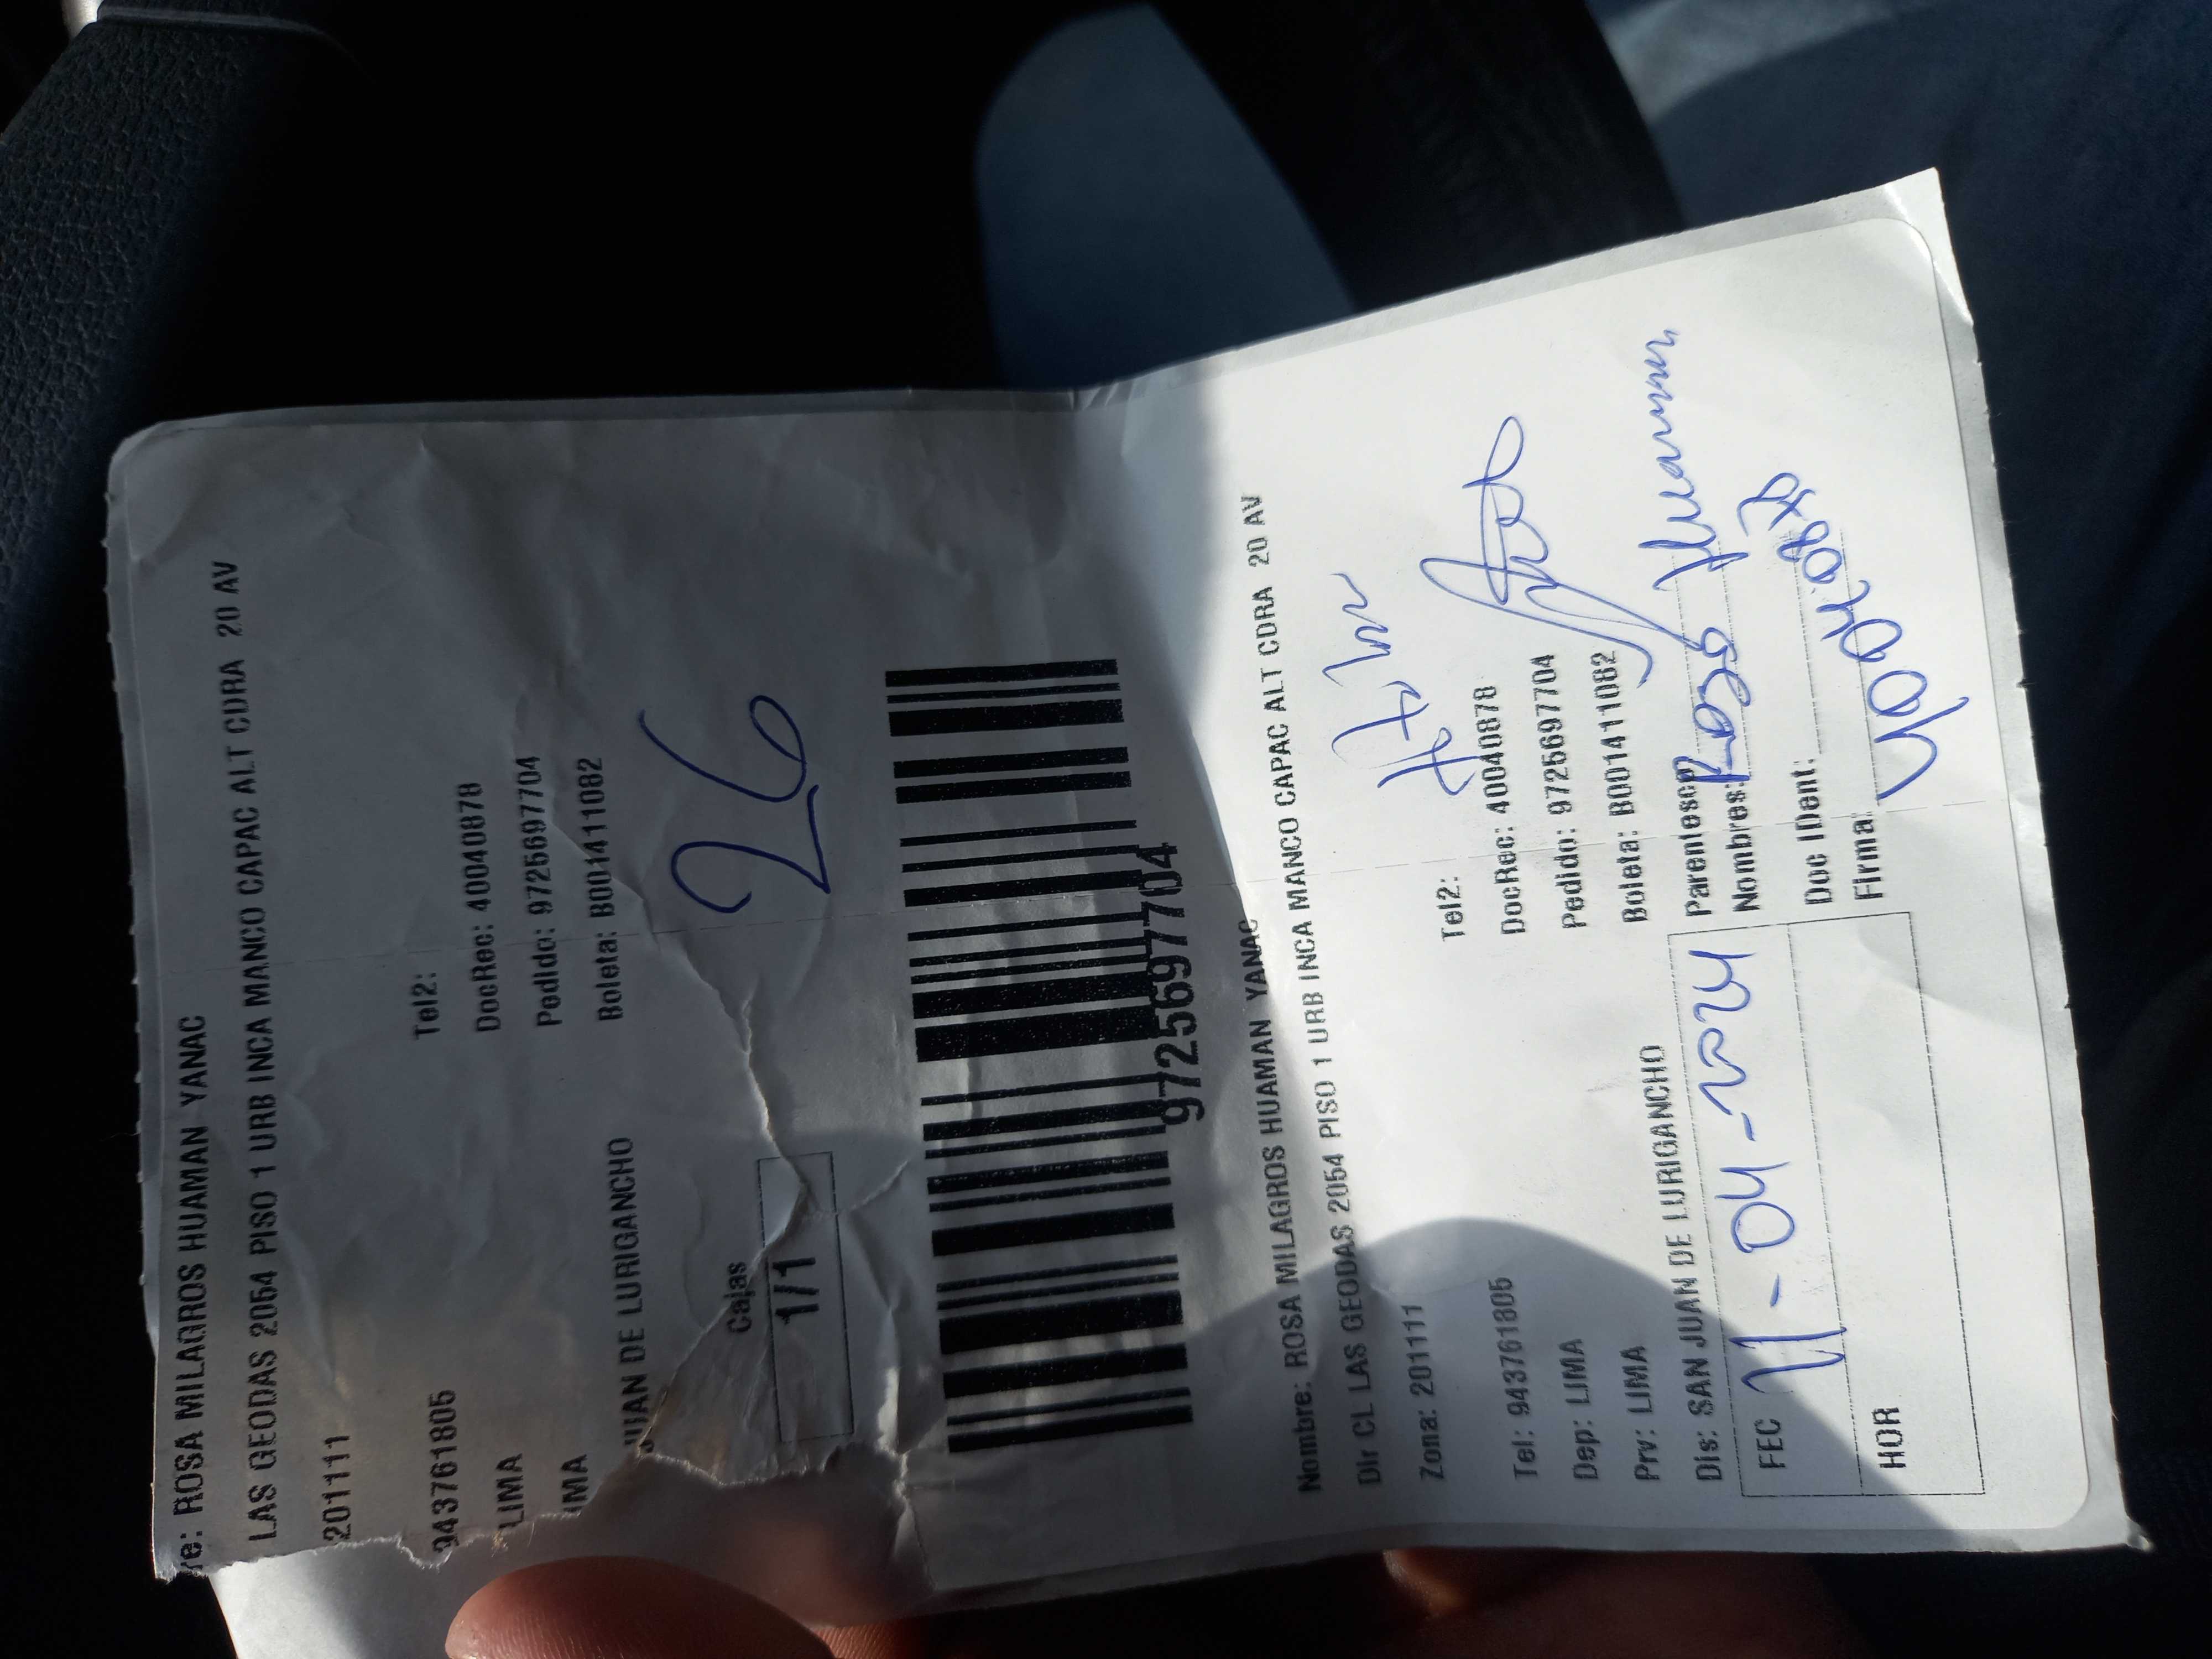 re: ROSA MILAGROS HUAMAN YANAC
LAS GEODAS 2054 PISO 1 URB INCA MANCO CAPAC ALT CDRA 20 AV
201111
943761805 Tel2:
LIMA DocRec: 40040878
IMA Pedido: 9725697704
JUAN DE LURIGANCHO Boleta: B001411082
26
Cajas
1/1
9725697704
Nombre: ROSA MILAGROS HUAMAN YANAC
Dir CL LAS GEODAS 2054 PISO 1 URB INCA MANCO CAPAC ALT CDRA 20 AV
Zona: 201111
Tel: 943761805 Tel2:
Dep: LIMA DocRec: 40040878
Prv: LIMA Pedido: 9725697704
Dis: SAN JUAN DE LURIGANCHO Boleta: B001411082
FEC 11-04-2024 Parentesco:
Nombres: Rosa Huaman
Doc IDent:
HOR Firma: